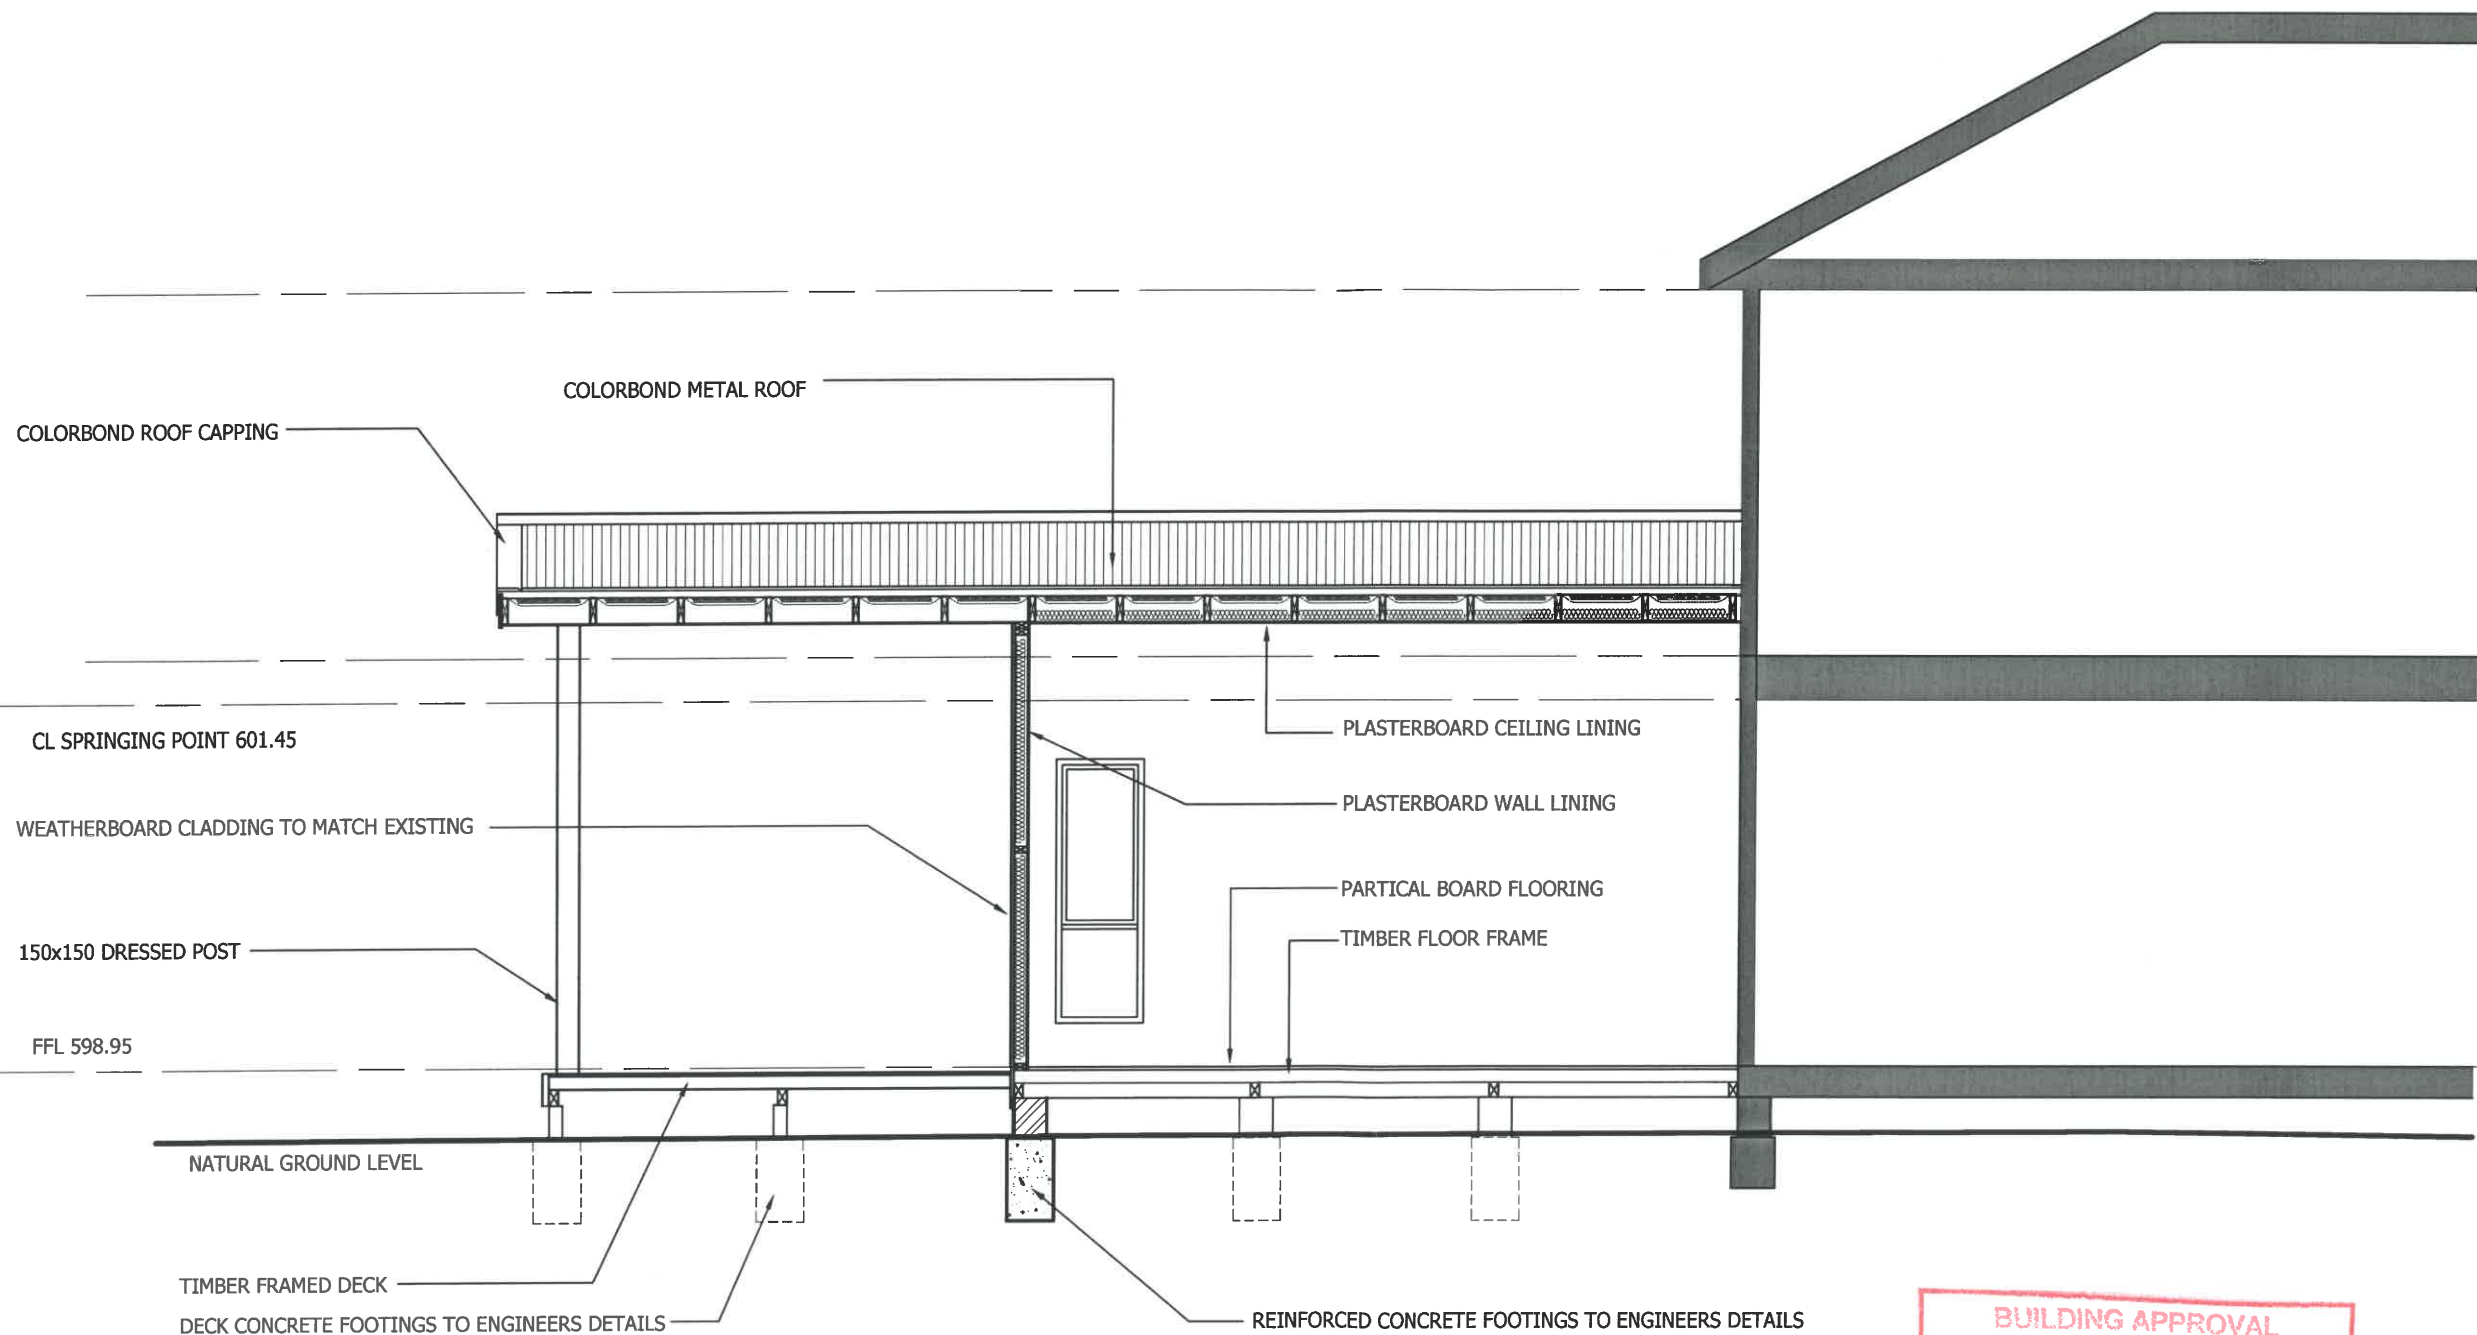 COLORBOND METAL ROOF
COLORBOND ROOF CAPPING
CL SPRINGING POINT 601.45
PLASTERBOARD CEILING LINING
PLASTERBOARD WALL LINING
WEATHERBOARD CLADDING TO MATCH EXISTING
PARTICAL BOARD FLOORING
TIMBER FLOOR FRAME
150x150 DRESSED POST
FFL 598.95
NATURAL GROUND LEVEL
TIMBER FRAMED DECK
DECK CONCRETE FOOTINGS TO ENGINEERS DETAILS
REINFORCED CONCRETE FOOTINGS TO ENGINEERS DETAILS
BUILDING APPROVAL